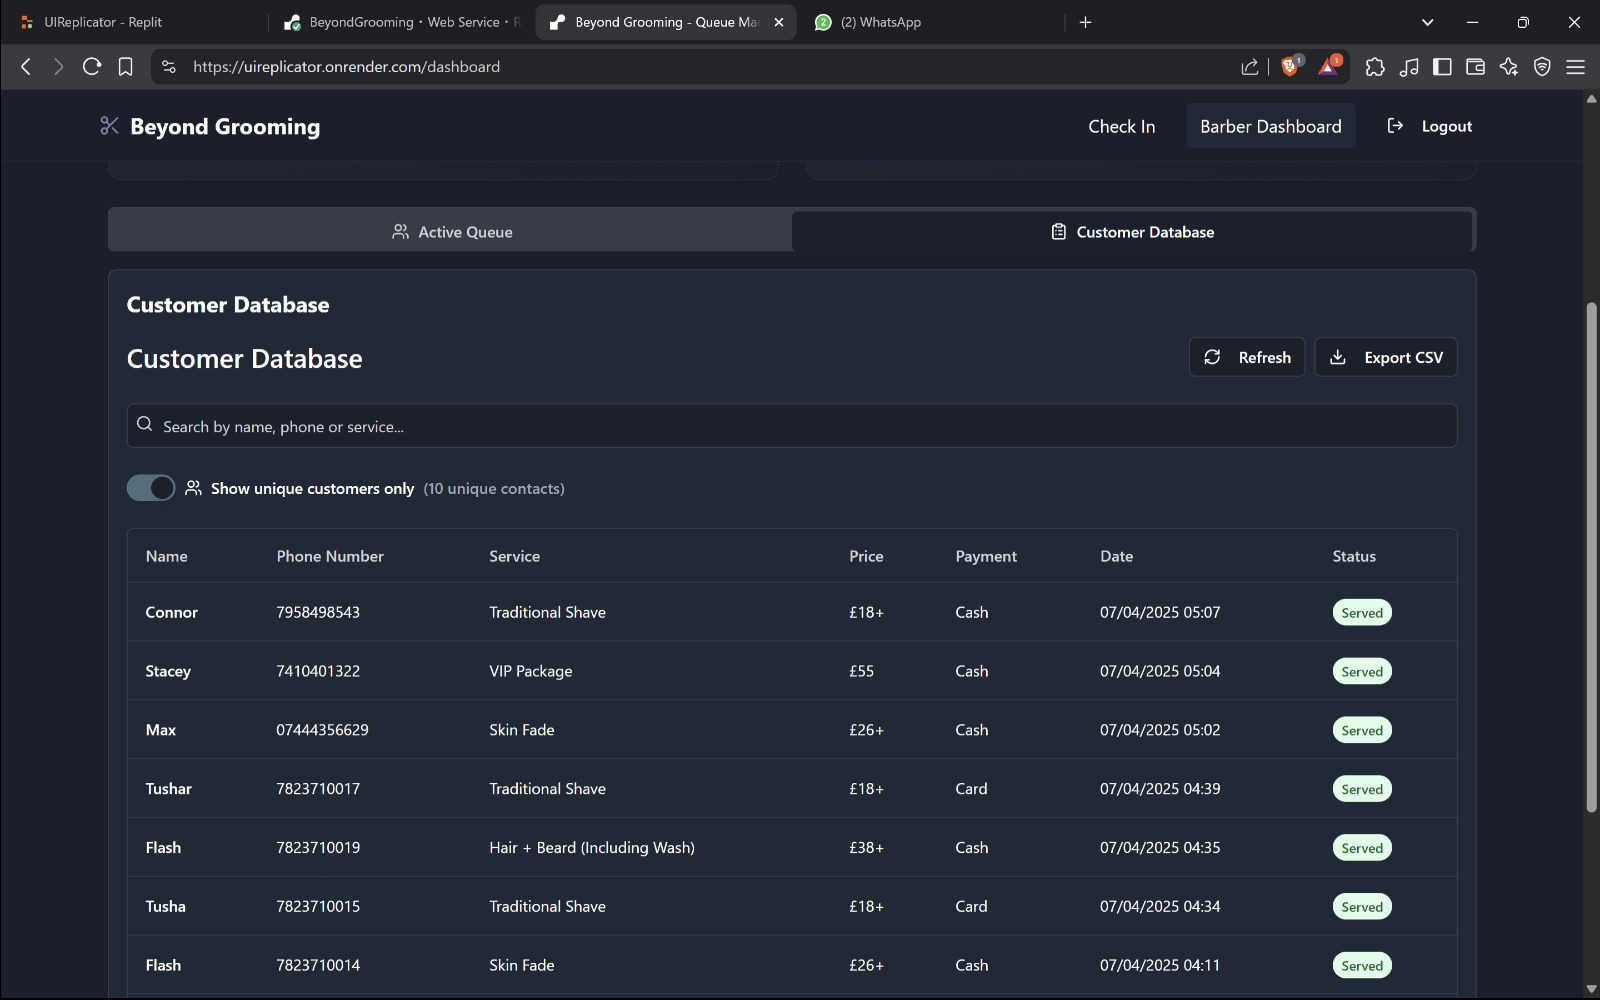 UIReplicator - Replit
BeyondGrooming · Web Service · R
Beyond Grooming - Queue Ma
2
(2) WhatsApp
https://uireplicator.onrender.com/dashboard
1
1
Beyond Grooming
Check In
Barber Dashboard
Logout
Active Queue
Customer Database
Customer Database
Customer Database
Refresh
Export CSV
Search by name, phone or service...
Show unique customers only (10 unique contacts)
Name Phone Number Service Price Payment Date Status
Connor 7958498543 Traditional Shave £18+ Cash 07/04/2025 05:07 Served
Stacey 7410401322 VIP Package £55 Cash 07/04/2025 05:04 Served
Max 07444356629 Skin Fade £26+ Cash 07/04/2025 05:02 Served
Tushar 7823710017 Traditional Shave £18+ Card 07/04/2025 04:39 Served
Flash 7823710019 Hair + Beard (Including Wash) £38+ Cash 07/04/2025 04:35 Served
Tusha 7823710015 Traditional Shave £18+ Card 07/04/2025 04:34 Served
Flash 7823710014 Skin Fade £26+ Cash 07/04/2025 04:11 Served